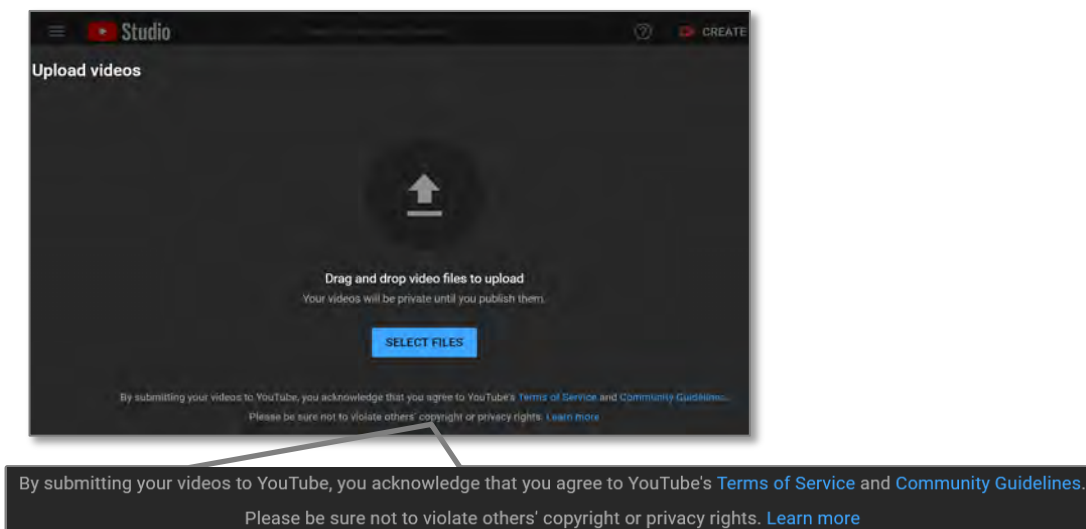 Studio
CREATE
Upload videos
Drag and drop video files to upload
Your videos will be private until you publish them.
SELECT FILES
By submitting your videos to YouTube, you acknowledge that you agree to YouTube's Terms of Service and Community Guidelines.
Please be sure not to violate others' copyright or privacy rights. Learn more
By submitting your videos to YouTube, you acknowledge that you agree to YouTube's Terms of Service and Community Guidelines.
Please be sure not to violate others' copyright or privacy rights. Learn more